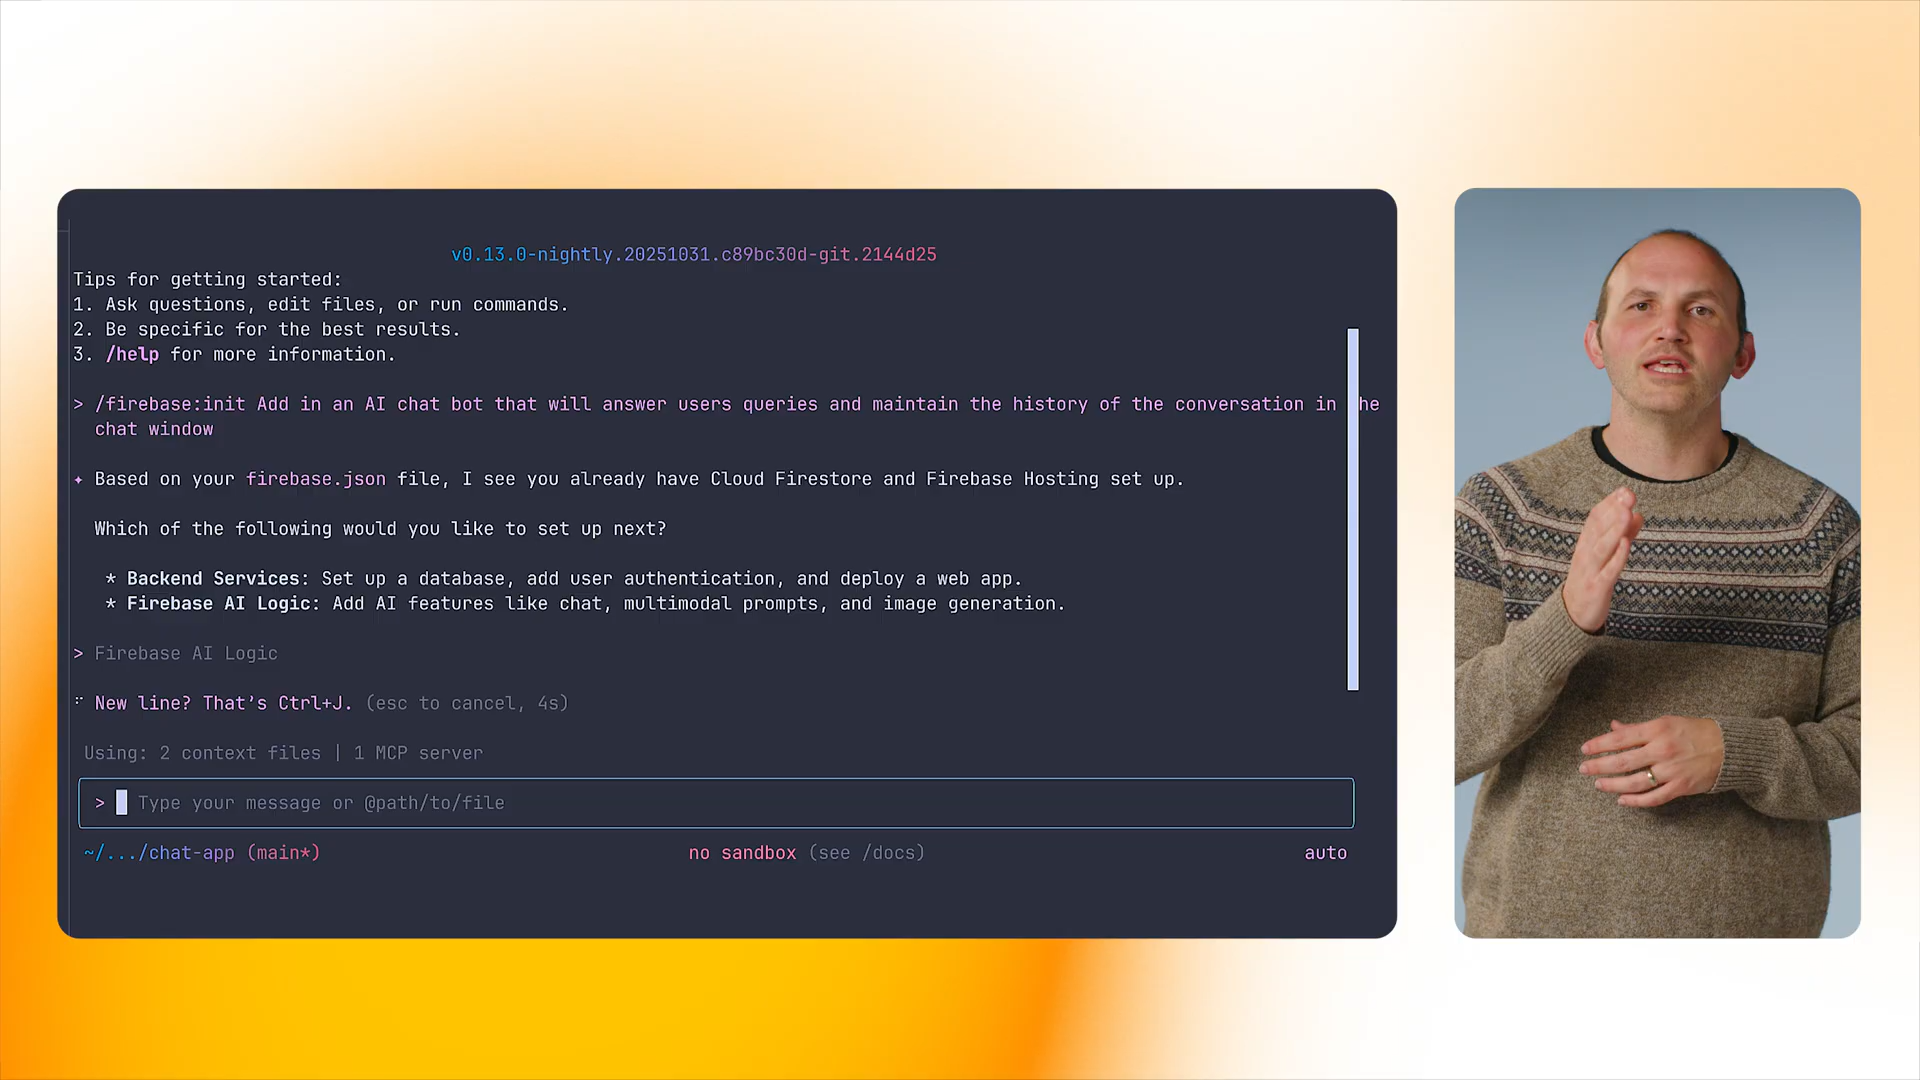 v0.13.0-nightly.20251031.c89bc30d-git.2144d25
Tips for getting started:
1. Ask questions, edit files, or run commands.
2. Be specific for the best results.
3. /help for more information.
> /firebase:init Add in an AI chat bot that will answer users queries and maintain the history of the conversation in he
chat window
✦ Based on your firebase.json file, I see you already have Cloud Firestore and Firebase Hosting set up.
Which of the following would you like to set up next?
* Backend Services: Set up a database, add user authentication, and deploy a web app.
* Firebase AI Logic: Add AI features like chat, multimodal prompts, and image generation.
> Firebase AI Logic
New line? That's Ctrl+J. (esc to cancel, 4s)
Using: 2 context files | 1 MCP server
> Type your message or @path/to/file
~/.../chat-app (main*) no sandbox (see /docs) auto